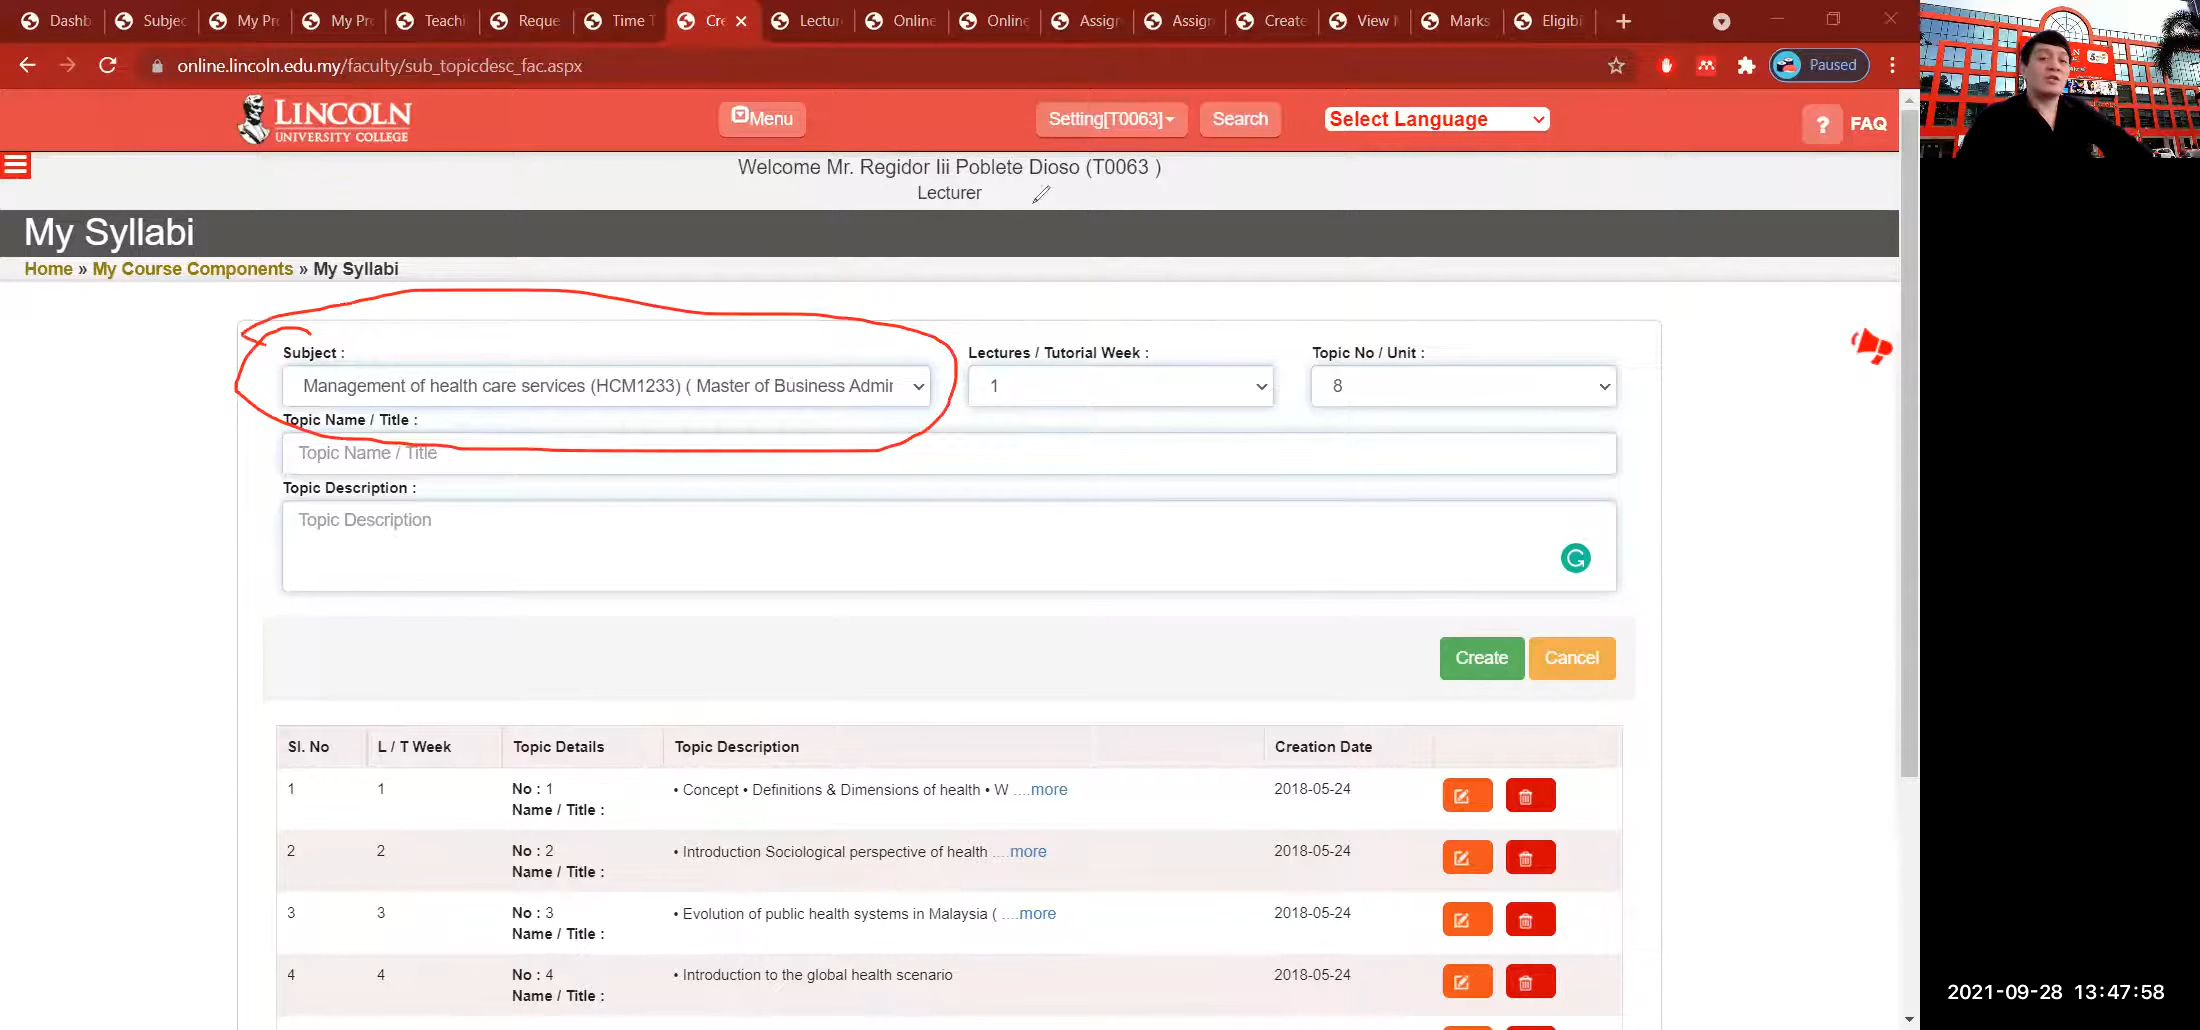 Dashb
Subjec
My Pro
My Pro
Teachi
Reque
Time T
Cre
Lectur
Online
Online
Assign
Assign
Create
View M
Marks
Eligibi
online.lincoln.edu.my/faculty/sub_topicdesc_fac.aspx
Paused
LINCOLN
UNIVERSITY COLLEGE
Menu
Setting[T0063]
Search
Select Language
? FAQ
Welcome Mr. Regidor Iii Poblete Dioso (T0063 )
Lecturer
My Syllabi
Home » My Course Components » My Syllabi
Subject :
Lectures / Tutorial Week :
Topic No / Unit :
Management of health care services (HCM1233) ( Master of Business Admir
1
8
Topic Name / Title :
Topic Name / Title
Topic Description :
Topic Description
Create
Cancel
Sl. No
L / T Week
Topic Details
Topic Description
Creation Date
1
1
No : 1
Name / Title :
• Concept • Definitions & Dimensions of health • W ....more
2018-05-24
2
2
No : 2
Name / Title :
• Introduction Sociological perspective of health ....more
2018-05-24
3
3
No : 3
Name / Title :
• Evolution of public health systems in Malaysia ( ....more
2018-05-24
4
4
No : 4
Name / Title :
• Introduction to the global health scenario
2018-05-24
2021-09-28 13:47:58